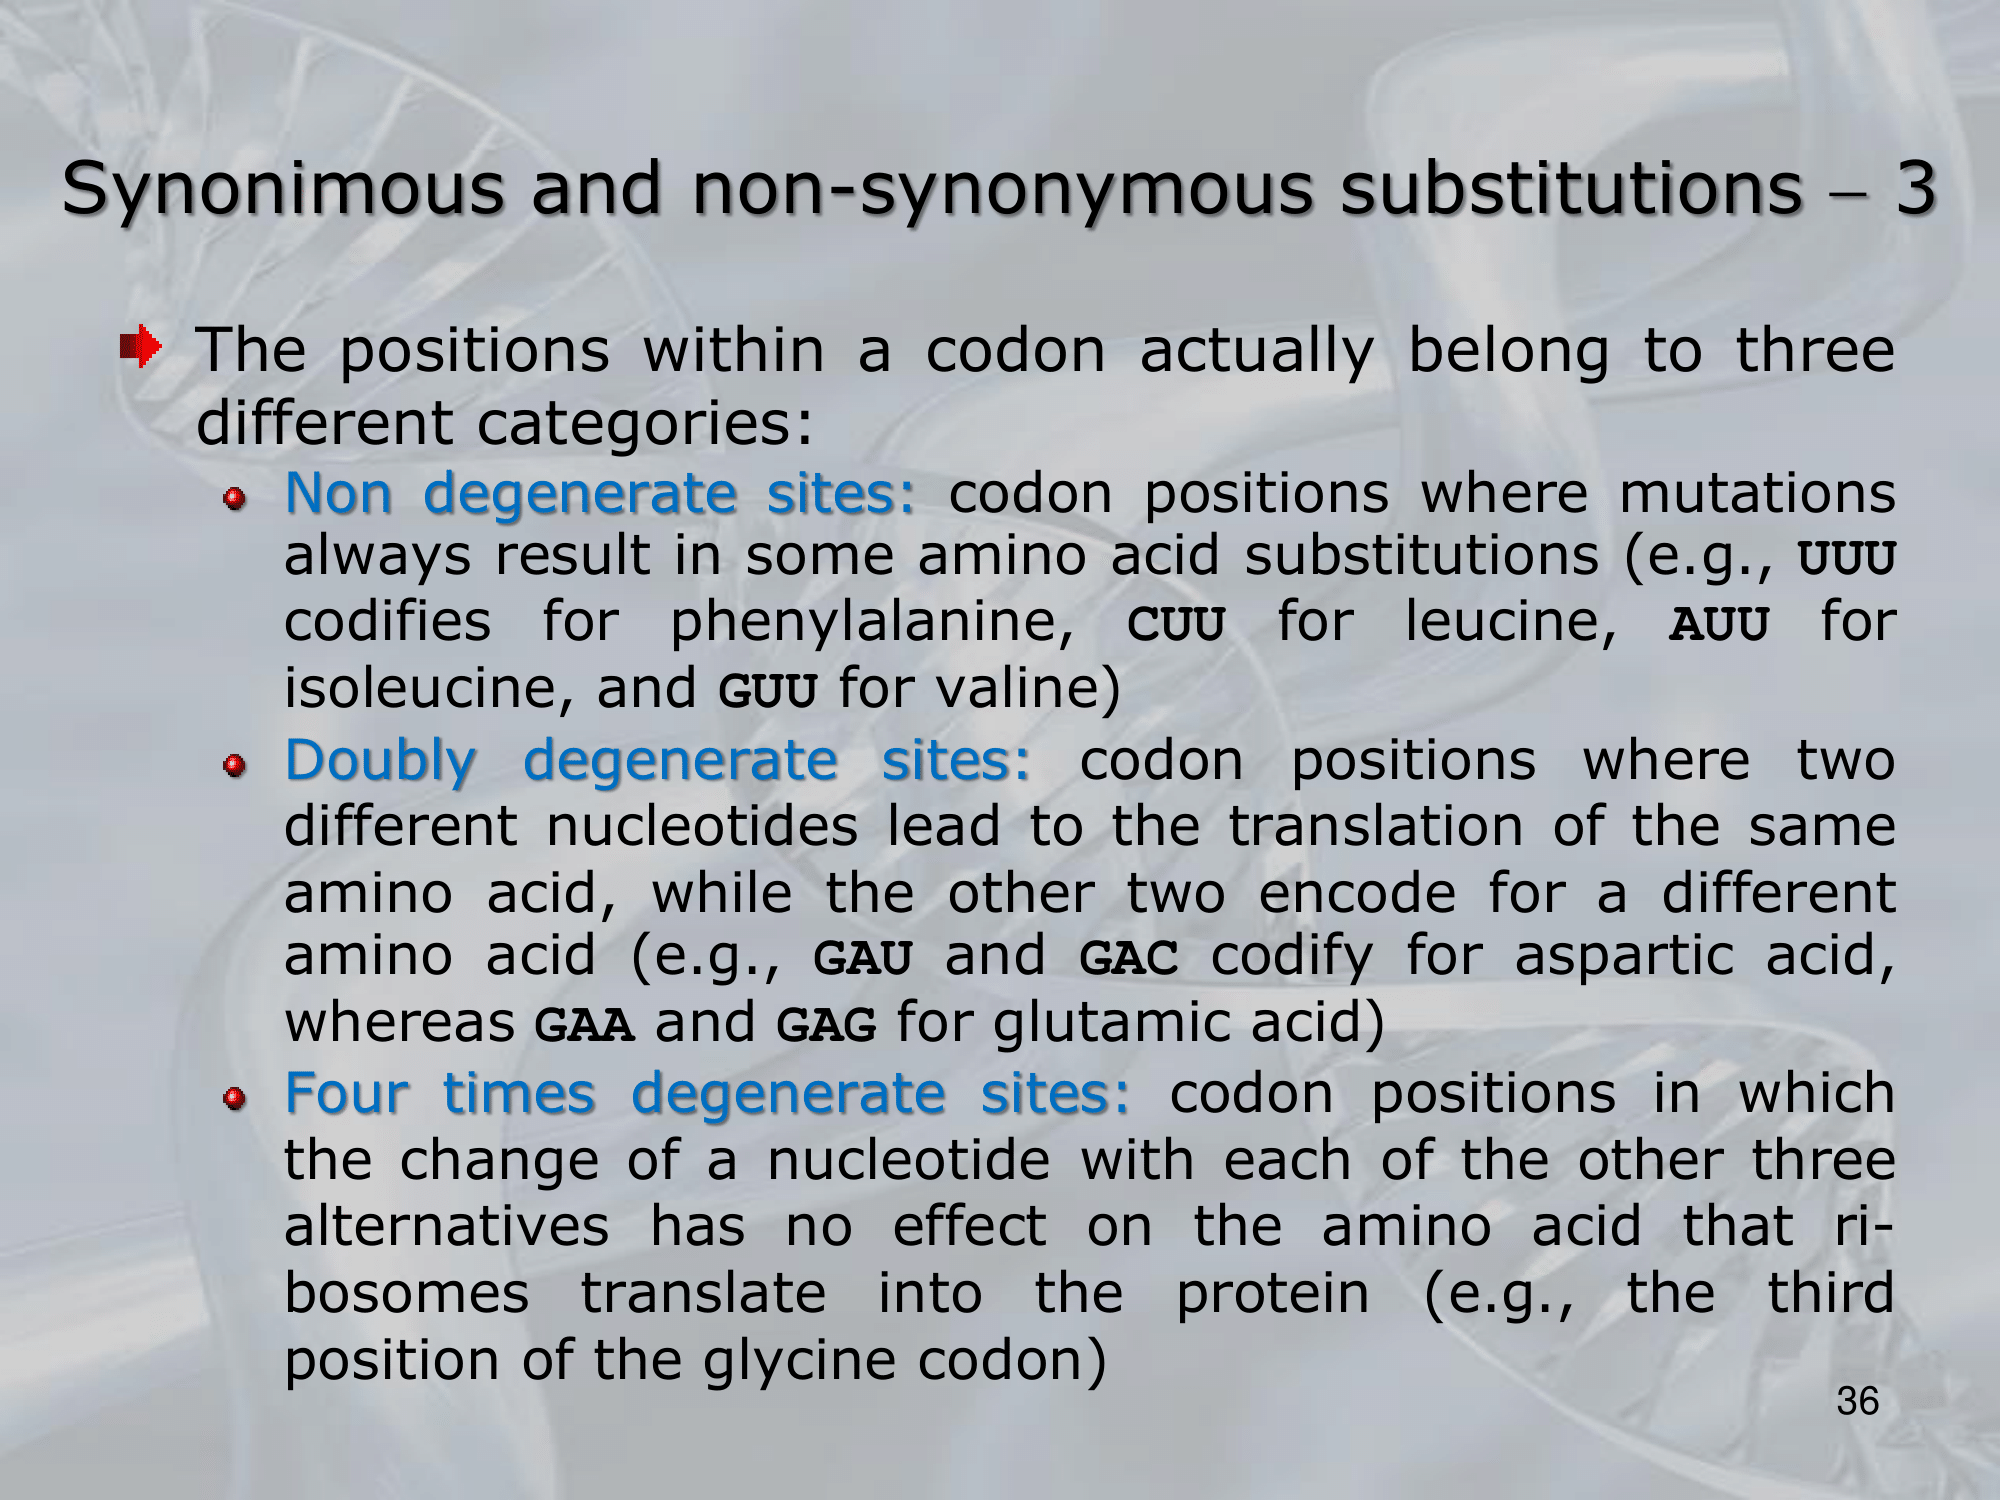 Synonimous and non-synonymous substitutions – 3
The positions within a codon actually belong to three
different categories:
Non degenerate sites: codon positions where mutations
always result in some amino acid substitutions (e.g., UUU
codifies for phenylalanine, CUU for leucine, AUU for
isoleucine, and GUU for valine)
Doubly degenerate sites: codon positions where two
different nucleotides lead to the translation of the same
amino acid, while the other two encode for a different
amino acid (e.g., GAU and GAC codify for aspartic acid,
whereas GAA and GAG for glutamic acid)
Four times degenerate sites: codon positions in which
the change of a nucleotide with each of the other three
alternatives has no effect on the amino acid that ri-
bosomes translate into the protein (e.g., the third
position of the glycine codon)
36